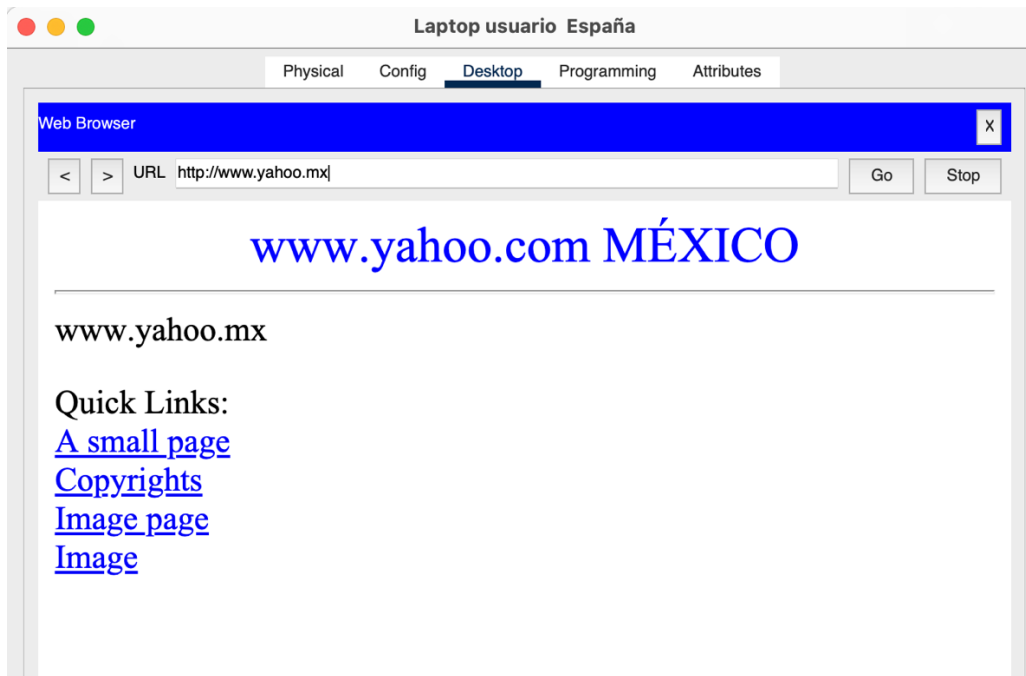 Laptop usuario España
Physical Config Desktop Programming Attributes
Web Browser
X
< > URL http://www.yahoo.mx Go Stop
www.yahoo.com MÉXICO
www.yahoo.mx
Quick Links:
A small page
Copyrights
Image page
Image